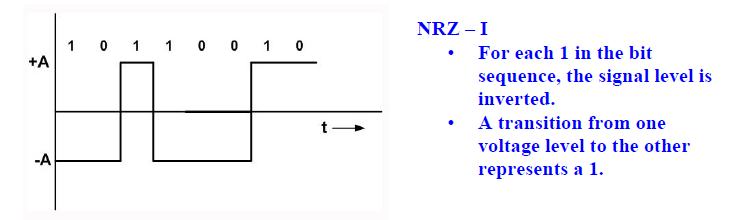 1 0 1 1 0 0 1 0
+A
t
-A
NRZ – I
• For each 1 in the bit
sequence, the signal level is
inverted.
• A transition from one
voltage level to the other
represents a 1.